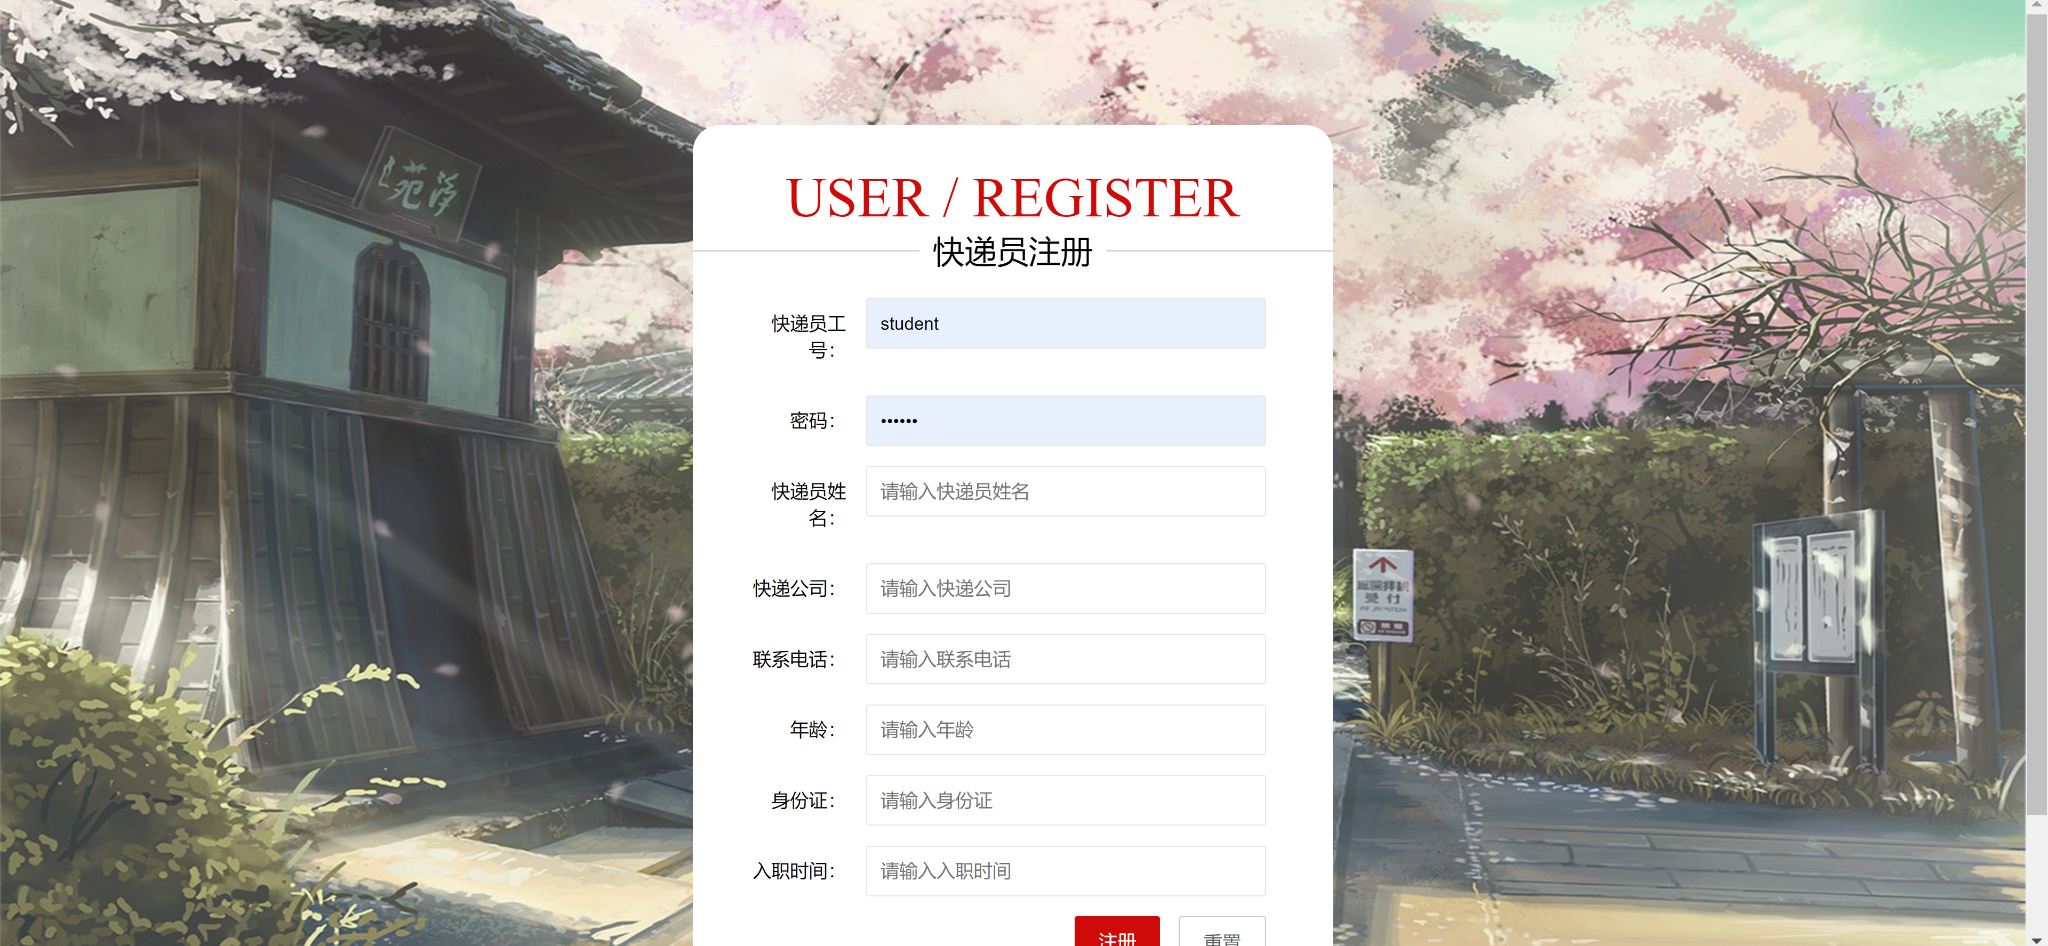 USER / REGISTER
快递员注册
快递员工
号：
student
密码：
••••••
快递员姓
名：
请输入快递员姓名
快递公司：
请输入快递公司
联系电话：
请输入联系电话
年龄：
请输入年龄
身份证：
请输入身份证
入职时间：
请输入入职时间
注册
重置
受付